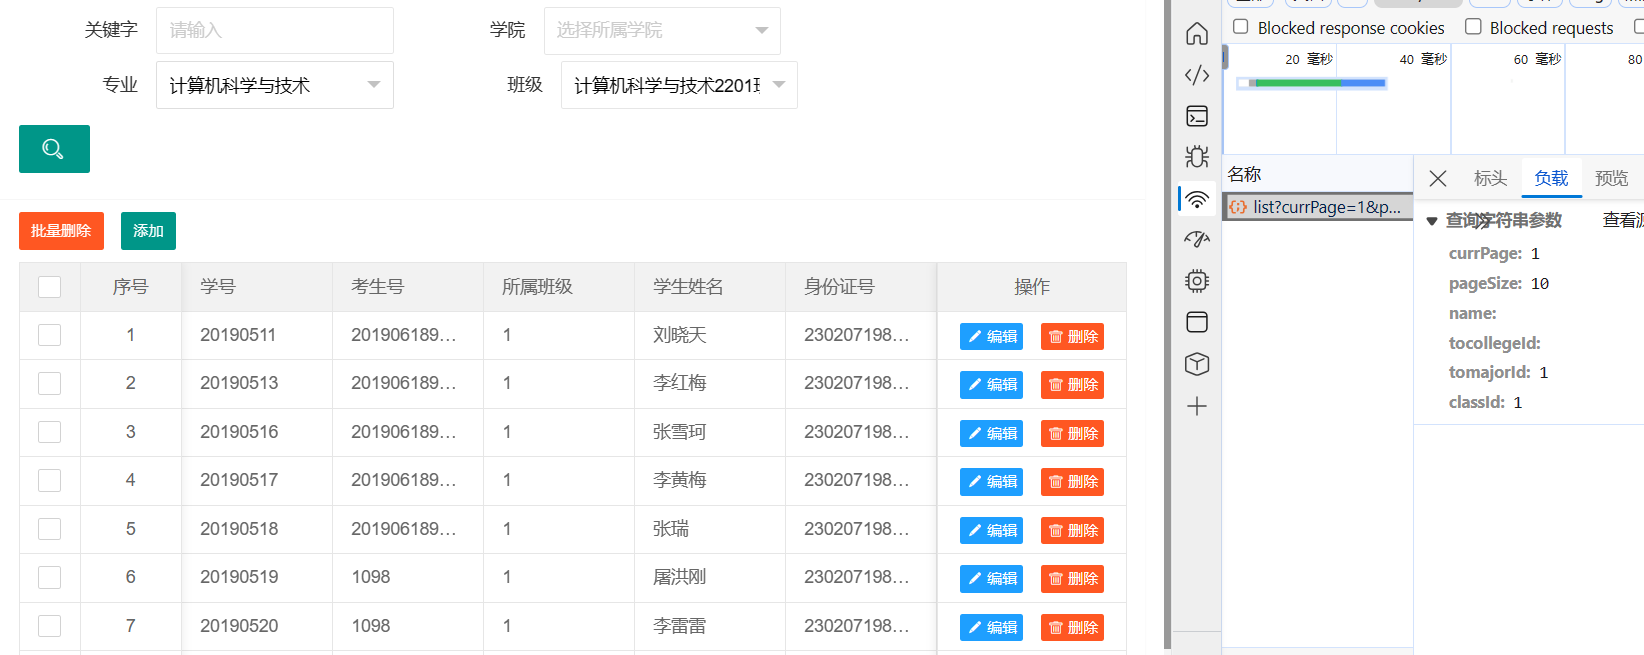 关键字 请输入 学院 选择所属学院
专业 计算机科学与技术 班级 计算机科学与技术2201
批量删除 添加
序号 学号 考生号 所属班级 学生姓名 身份证号 操作
1 20190511 201906189... 1 刘晓天 230207198... 编辑 删除
2 20190513 201906189... 1 李红梅 230207198... 编辑 删除
3 20190516 201906189... 1 张雪珂 230207198... 编辑 删除
4 20190517 201906189... 1 李黄梅 230207198... 编辑 删除
5 20190518 201906189... 1 张瑞 230207198... 编辑 删除
6 20190519 1098 1 屠洪刚 230207198... 编辑 删除
7 20190520 1098 1 李雷雷 230207198... 编辑 删除
Blocked response cookies Blocked requests
20 毫秒 40 毫秒 60 毫秒 80
名称
list?currPage=1&p...
标头 负载 预览
查询字符串参数 查看源
currPage: 1
pageSize: 10
name:
tocollegeId:
tomajorId: 1
classId: 1